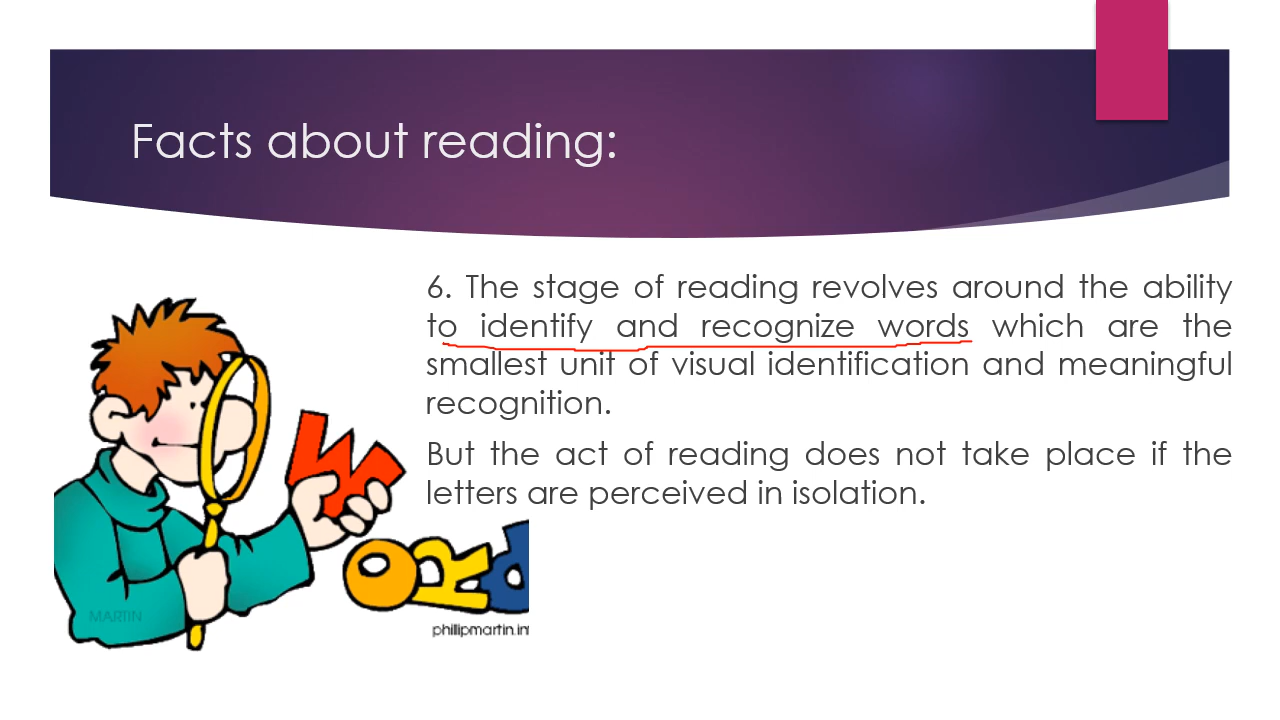 Facts about reading:
6. The stage of reading revolves around the ability
to identify and recognize words which are the
smallest unit of visual identification and meaningful
recognition.
But the act of reading does not take place if the
letters are perceived in isolation.
W
ORD
MARTIN
phillipmartin.in